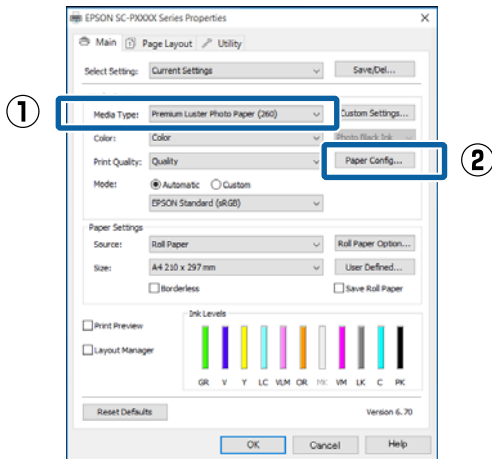 EPSON SC-PXXXX Series Properties
Main Page Layout Utility
Select Setting: Current Settings Save/Del...
① Media Type: Premium Luster Photo Paper (260) Custom Settings...
Color: Color Photo Black Ink
Print Quality: Quality Paper Config... ②
Mode: Automatic Custom
EPSON Standard (sRGB)
Paper Settings
Source: Roll Paper Roll Paper Option...
Size: A4 210 x 297 mm User Defined...
Borderless Save Roll Paper
Ink Levels
Print Preview
Layout Manager
GR V Y LC VLM OR MK VM LK C PK
Reset Defaults Version 6.70
OK Cancel Help